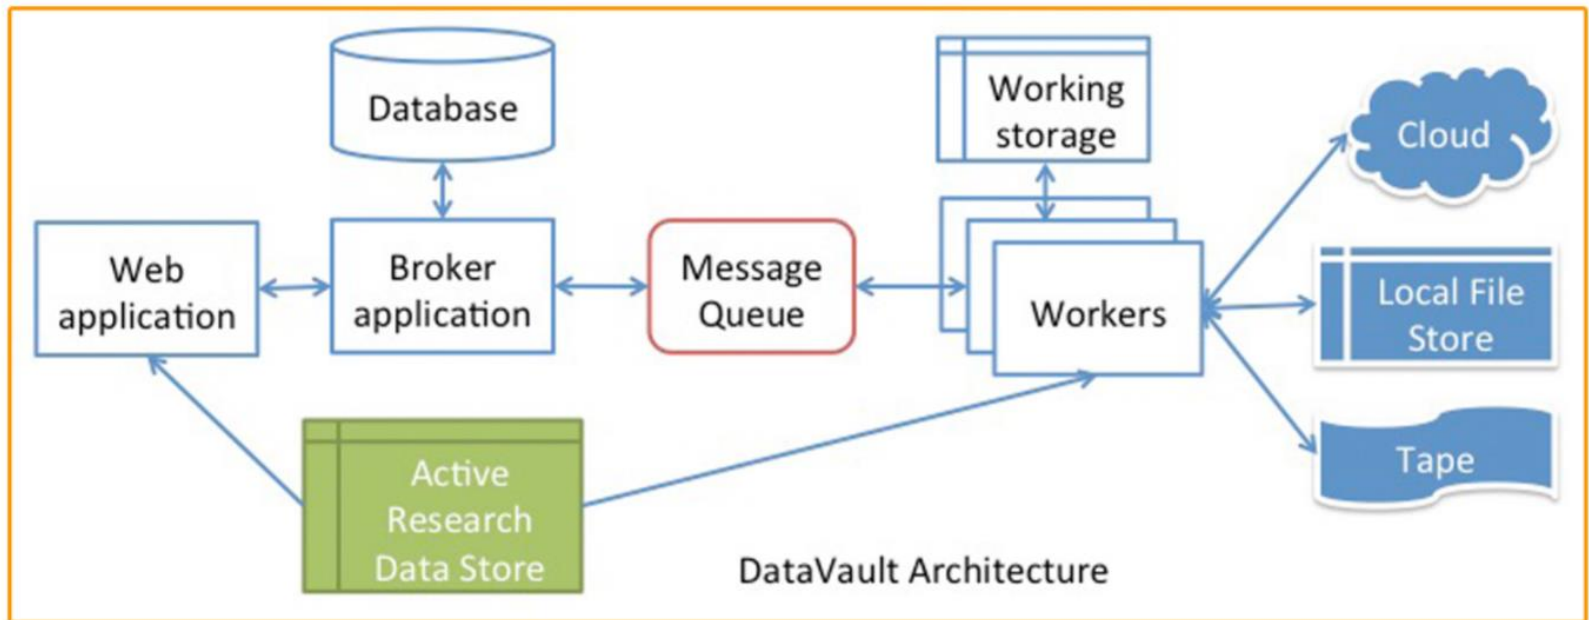 Database
Working
storage
Cloud
Web
application
Broker
application
Message
Queue
Workers
Local File
Store
Tape
Active
Research
Data Store
DataVault Architecture